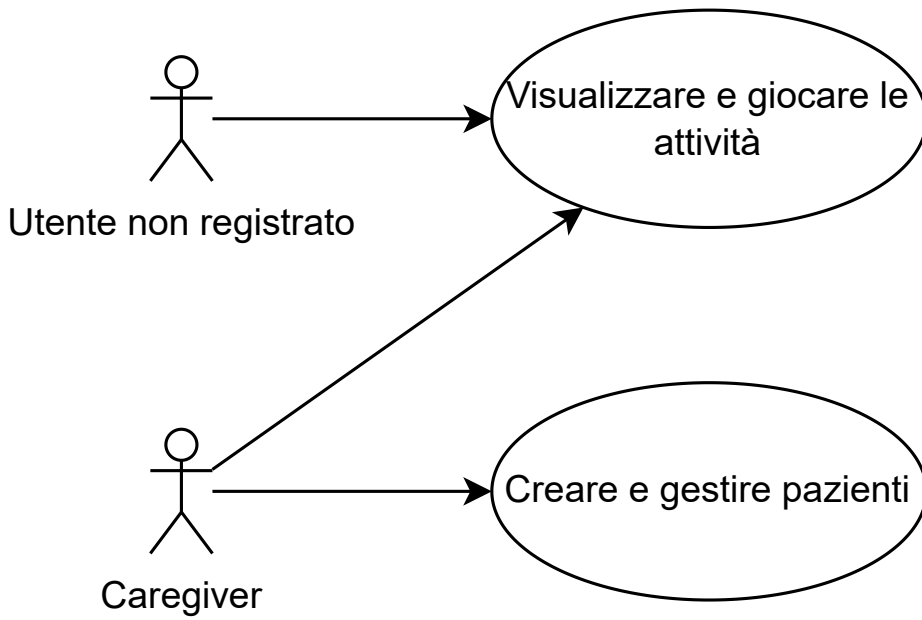 Visualizzare e giocare le
attività
Utente non registrato
Creare e gestire pazienti
Caregiver